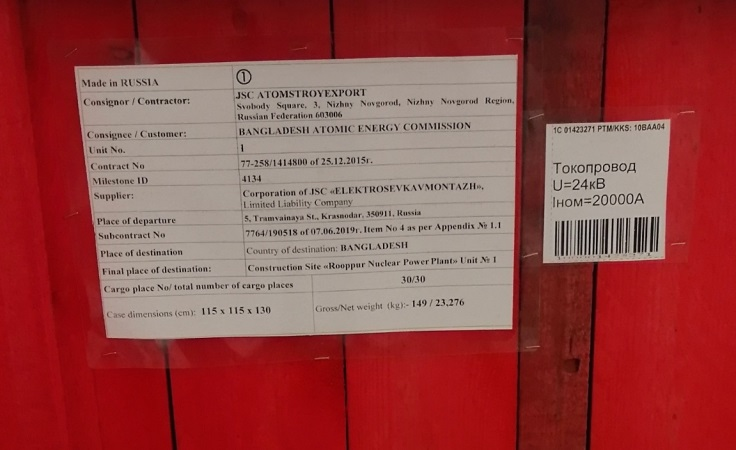 Made in RUSSIA ①
Consignor / Contractor: JSC ATOMSTROYEXPORT
Svobody Square, 3, Nizhny Novgorod, Nizhny Novgorod Region,
Russian Federation 603006
Consignee / Customer: BANGLADESH ATOMIC ENERGY COMMISSION
Unit No. 1
Contract No 77-258/1414800 of 25.12.2015г.
Milestone ID 4134
Supplier: Corporation of JSC «ELEKTROSEVKAVMONTAZH»,
Limited Liability Company
Place of departure 5, Tramvainaya St., Krasnodar, 350911, Russia
Subcontract No 7764/190518 of 07.06.2019г. Item No 4 as per Appendix № 1.1
Place of destination Country of destination: BANGLADESH
Final place of destination: Construction Site «Rooppur Nuclear Power Plant» Unit № 1
Cargo place No/ total number of cargo places 30/30
Case dimensions (cm): 115 x 115 x 130 Gross/Net weight (kg):- 149 / 23,276
1C 01423271 РТМ/KKS: 10BAA04
Токопровод
U=24кВ
Iном=20000А